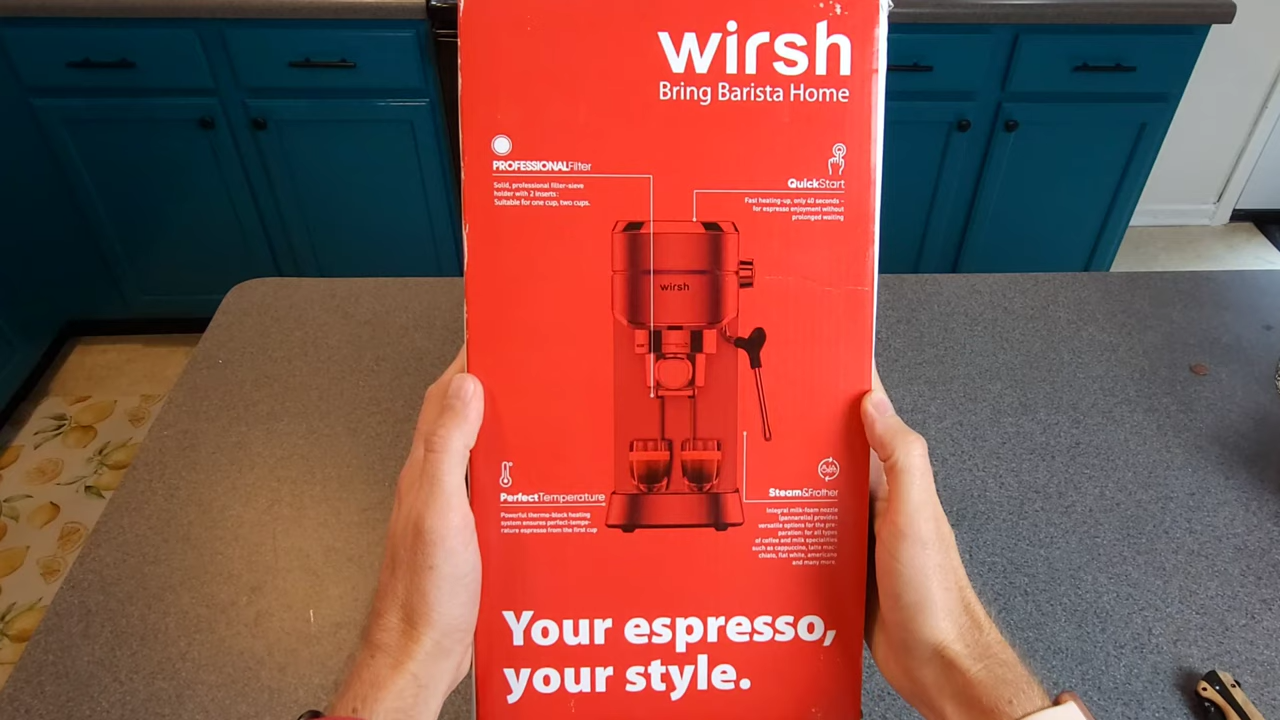 wirsh
Bring Barista Home
PROFESSIONALFilter
Solid, professional filter-sieve
holder with 2 inserts:
Suitable for one cup, two cups.
QuickStart
Fast heating-up, only 40 seconds -
for espresso enjoyment without
prolonged waiting
wirsh
PerfectTemperature
Powerful thermo-block heating
system ensures perfect-tempe-
rature espresso from the first cup
Steam&Frother
Integral milk-foam nozzle
(pannarello) provides
versatile options for the pre-
paration: for all types
of coffee and milk specialities
such as cappuccino, latte mac-
chiato, flat white, americano
and many more.
Your espresso,
your style.